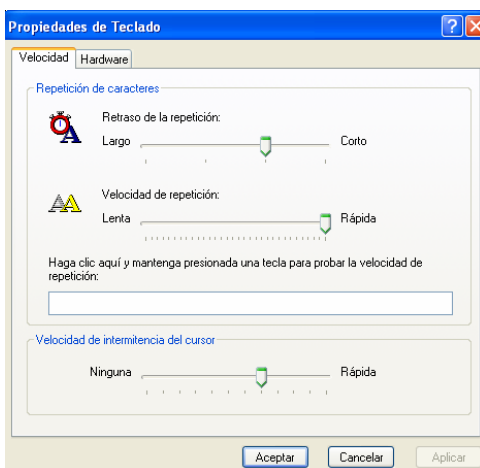 Propiedades de Teclado
Velocidad Hardware
Repetición de caracteres
Retraso de la repetición:
Largo Corto
Velocidad de repetición:
Lenta Rápida
Haga clic aquí y mantenga presionada una tecla para probar la velocidad de
repetición:
Velocidad de intermitencia del cursor
Ninguna Rápida
Aceptar Cancelar Aplicar